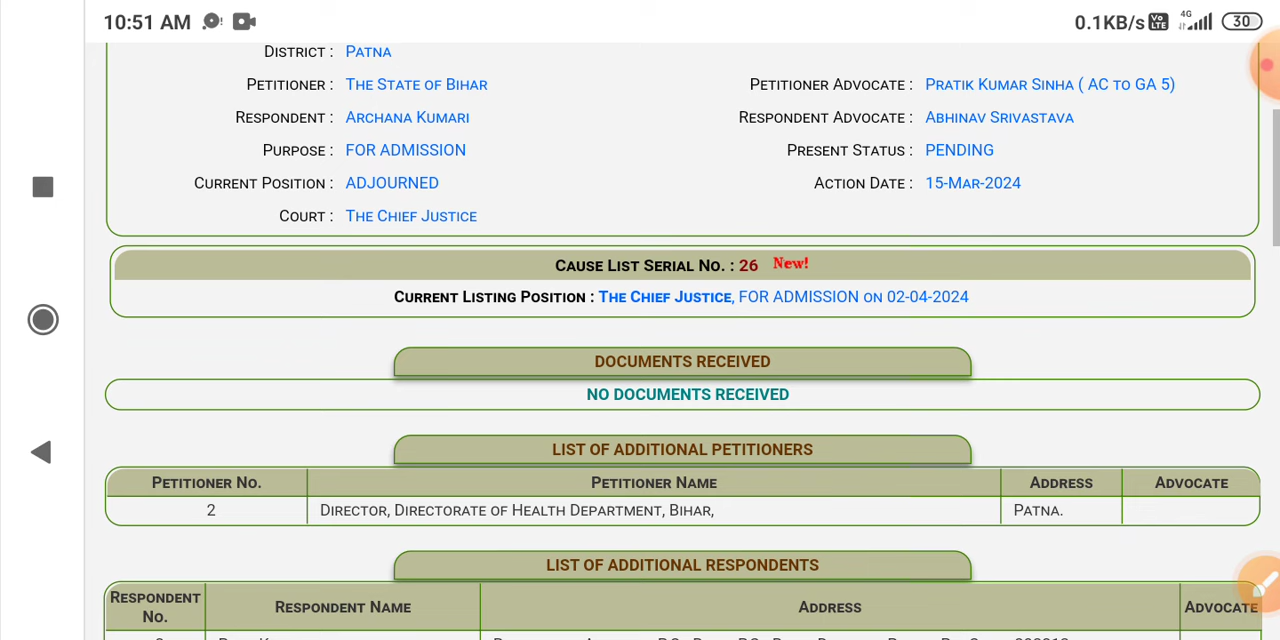 10:51 AM
0.1KB/s Vo LTE 4G 30
DISTRICT : PATNA
PETITIONER : THE STATE OF BIHAR PETITIONER ADVOCATE : PRATIK KUMAR SINHA ( AC TO GA 5)
RESPONDENT : ARCHANA KUMARI RESPONDENT ADVOCATE : ABHINAV SRIVASTAVA
PURPOSE : FOR ADMISSION PRESENT STATUS : PENDING
CURRENT POSITION : ADJOURNED ACTION DATE : 15-MAR-2024
COURT : THE CHIEF JUSTICE
CAUSE LIST SERIAL NO. : 26 New!
CURRENT LISTING POSITION : THE CHIEF JUSTICE, FOR ADMISSION ON 02-04-2024
DOCUMENTS RECEIVED
NO DOCUMENTS RECEIVED
LIST OF ADDITIONAL PETITIONERS
PETITIONER NO. PETITIONER NAME ADDRESS ADVOCATE
2 DIRECTOR, DIRECTORATE OF HEALTH DEPARTMENT, BIHAR, PATNA.
LIST OF ADDITIONAL RESPONDENTS
RESPONDENT NO. RESPONDENT NAME ADDRESS ADVOCATE